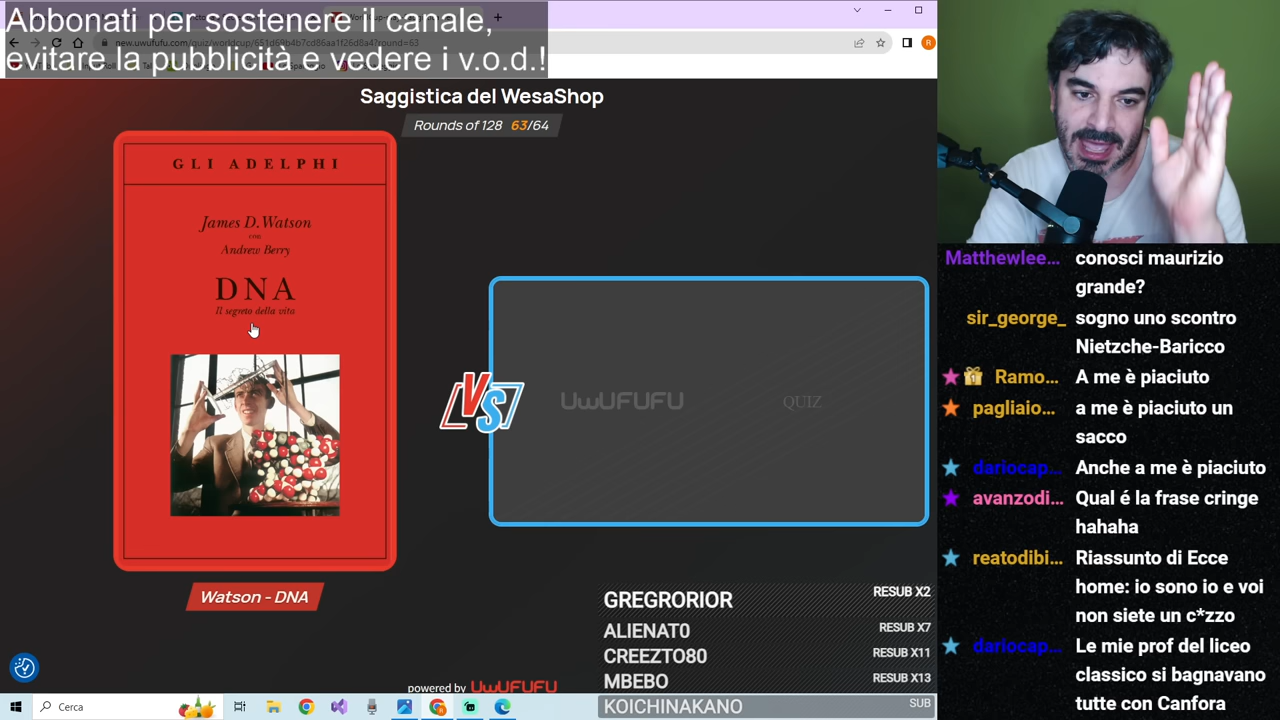 Abbonati per sostenere il canale,
evitare la pubblicità e vedere i v.o.d.!
Saggistica del WesaShop
Rounds of 128 63/64
GLI ADELPHI
James D. Watson
CON
Andrew Berry
DNA
Il segreto della vita
Watson - DNA
VS
UwUFUFU
QUIZ
powered by UwUFUFU
GREGRORIOR RESUB X2
ALIENAT0 RESUB X7
CREEZTO80 RESUB X11
MBEBO RESUB X13
KOICHINAKANO SUB
Matthewlee... conosci maurizio
grande?
sir_george_ sogno uno scontro
Nietzche-Baricco
Ramo... A me è piaciuto
pagliaio... a me è piaciuto un
sacco
dariocap... Anche a me è piaciuto
avanzodi... Qual é la frase cringe
hahaha
reatodibi... Riassunto di Ecce
home: io sono io e voi
non siete un c*zzo
dariocap... Le mie prof del liceo
classico si bagnavano
tutte con Canfora
Cerca